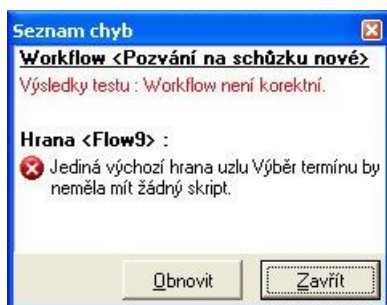 Seznam chyb
Workflow <Pozvání na schůzku nové>
Výsledky testu : Workflow není korektní.
Hrana <Flow9> :
Jediná výchozí hrana uzlu Výběr termínu by
neměla mít žádný skript.
Obnovit
Zavřít